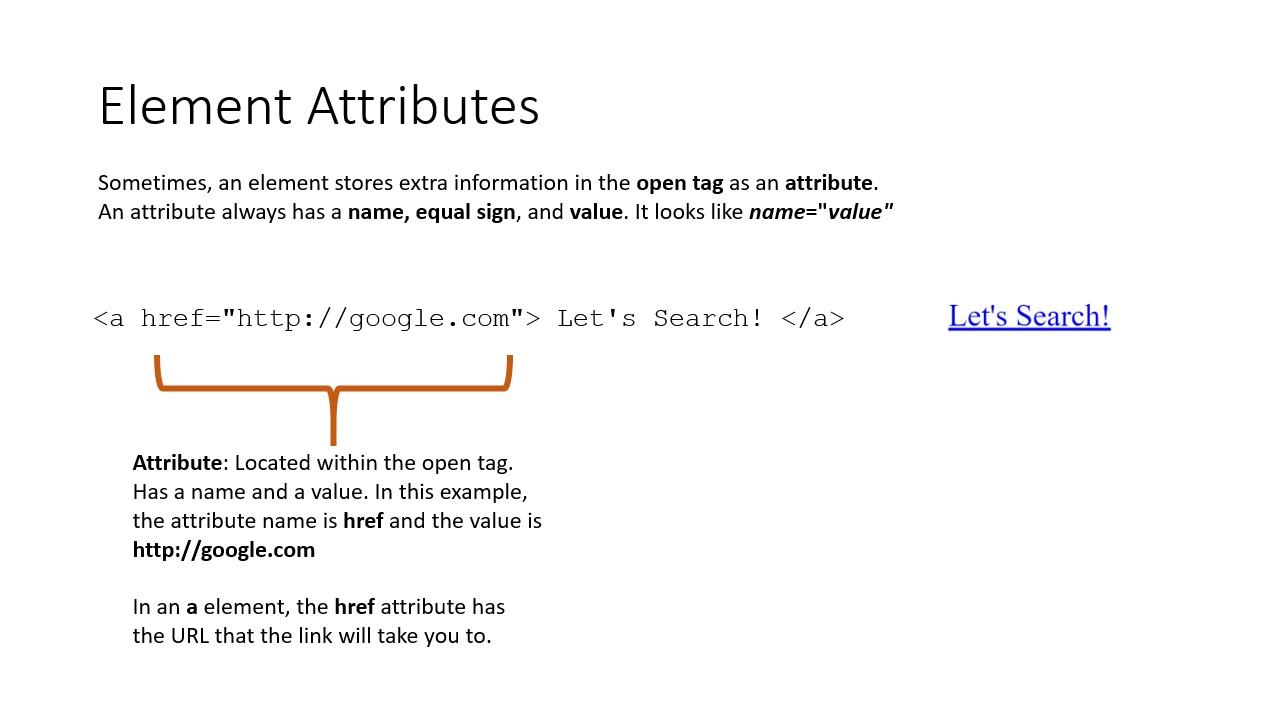 Element Attributes
Sometimes, an element stores extra information in the open tag as an attribute.
An attribute always has a name, equal sign, and value. It looks like name="value"
<a href="http://google.com"> Let's Search! </a>
Let's Search!
Attribute: Located within the open tag.
Has a name and a value. In this example,
the attribute name is href and the value is
http://google.com
In an a element, the href attribute has
the URL that the link will take you to.